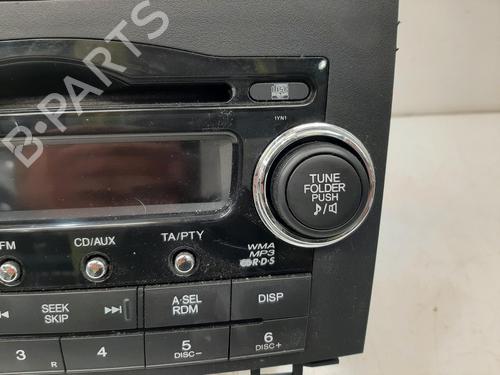 B-PARTS
1YN1
TUNE
FOLDER
PUSH
FM
CD/AUX
TA/PTY
WMA
MP3
R·D·S
SEEK
SKIP
A.SEL
RDM
DISP
3 R
4
5
DISC−
6
DISC+